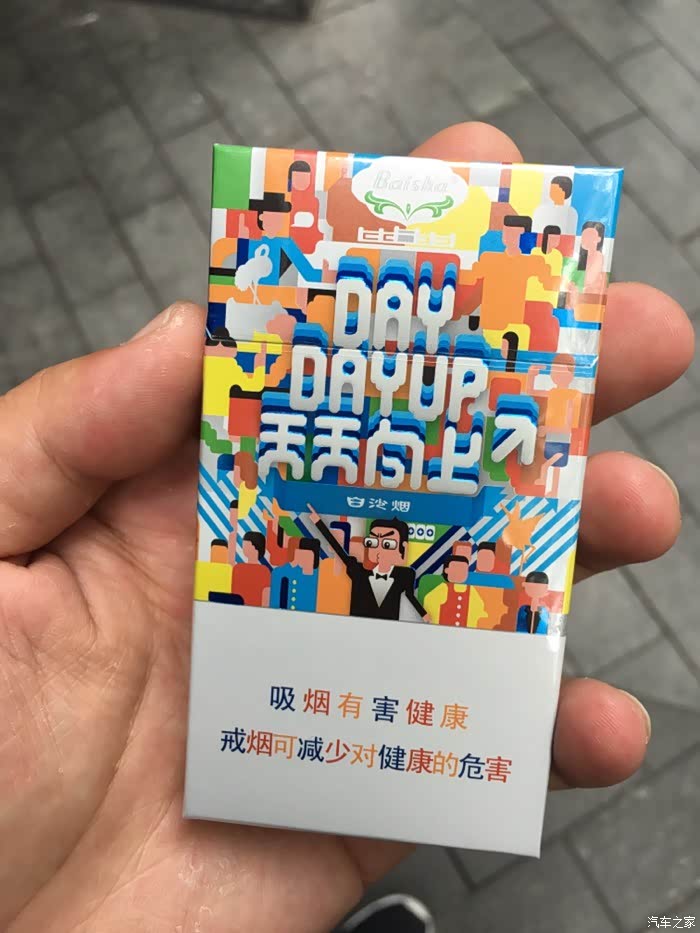 Baisha
DAY
DAYUP
天天向上
白沙烟
吸烟有害健康
戒烟可减少对健康的危害
汽车之家